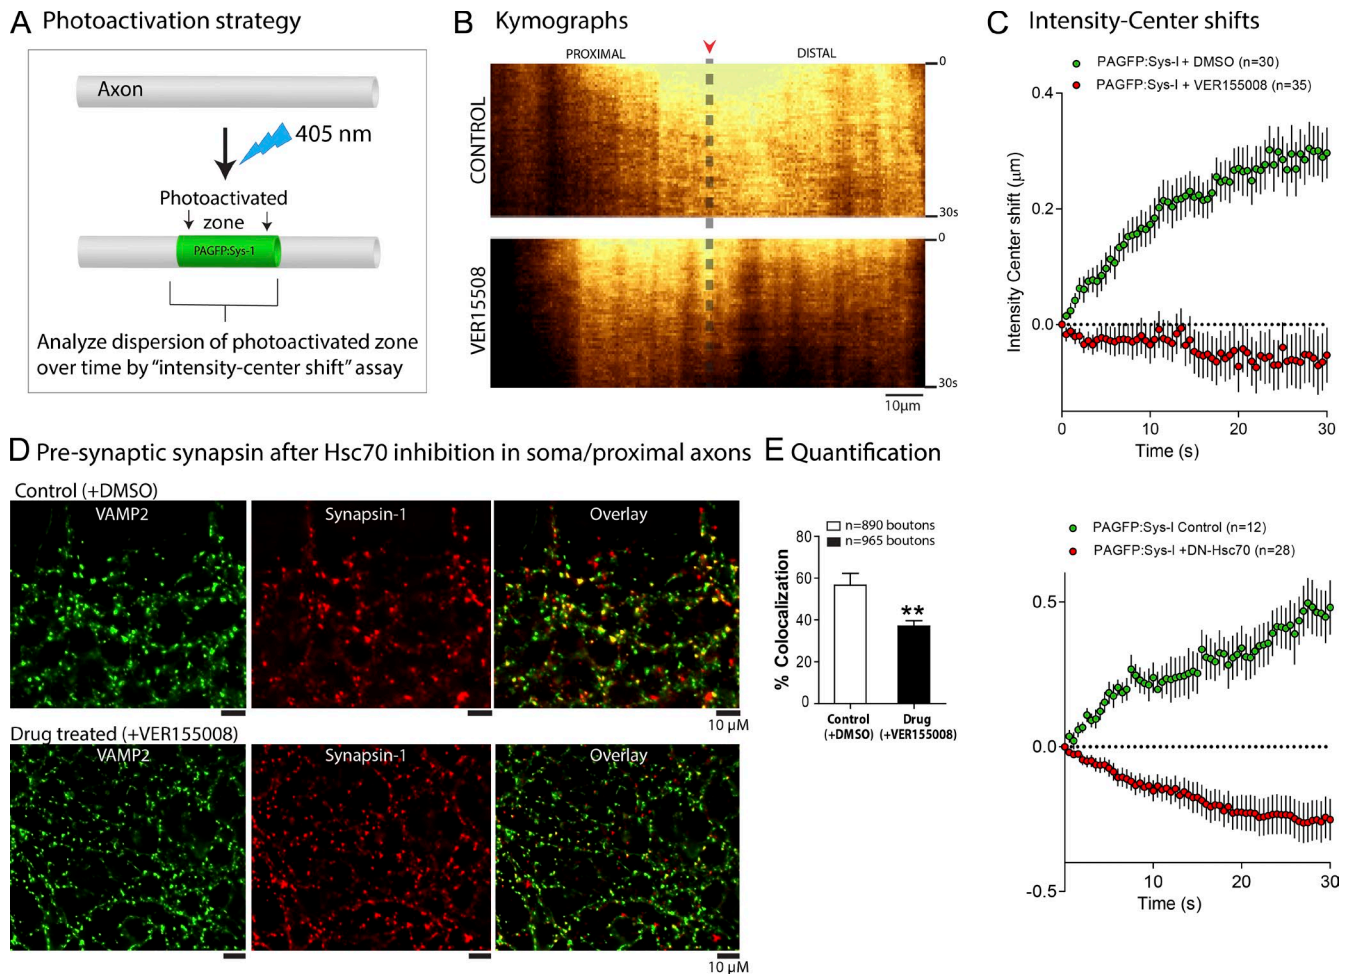 A Photoactivation strategy
Axon
405 nm
Photoactivated
zone
PAGFP:Sys-1
Analyze dispersion of photoactivated zone
over time by “intensity-center shift” assay
B Kymographs
PROXIMAL
DISTAL
CONTROL
0
30s
VER15508
0
30s
10µm
C Intensity-Center shifts
PAGFP:Sys-I + DMSO (n=30)
PAGFP:Sys-I + VER155008 (n=35)
Intensity Center shift (µm)
0.4
0.2
0.0
0 10 20 30
Time (s)
PAGFP:Sys-I Control (n=12)
PAGFP:Sys-I +DN-Hsc70 (n=28)
0.5
0.0
-0.5
10 20 30
Time (s)
D Pre-synaptic synapsin after Hsc70 inhibition in soma/proximal axons
Control (+DMSO)
VAMP2
Synapsin-1
Overlay
10 µM
Drug treated (+VER155008)
VAMP2
Synapsin-1
Overlay
10 µM
E Quantification
n=890 boutons
n=965 boutons
% Colocalization
80
60
40
20
0
**
Control
(+DMSO)
Drug
(+VER155008)